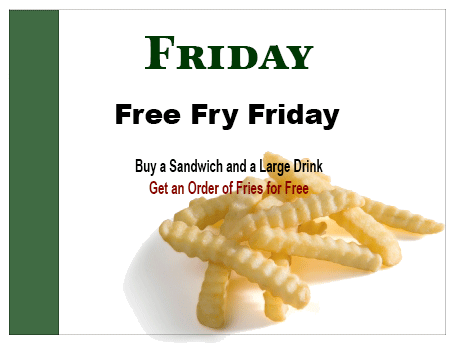 FRIDAY
Free Fry Friday
Buy a Sandwich and a Large Drink
Get an Order of Fries for Free